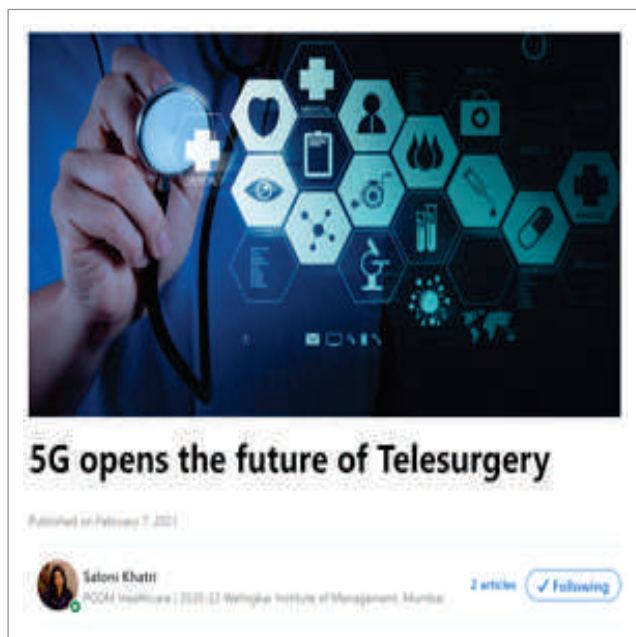 5G opens the future of Telesurgery
Published on February 7, 2021
Saloni Khatri
PGDM Healthcare | 2020-22 Welingkar Institute of Management, Mumbai
2 articles
✓ Following